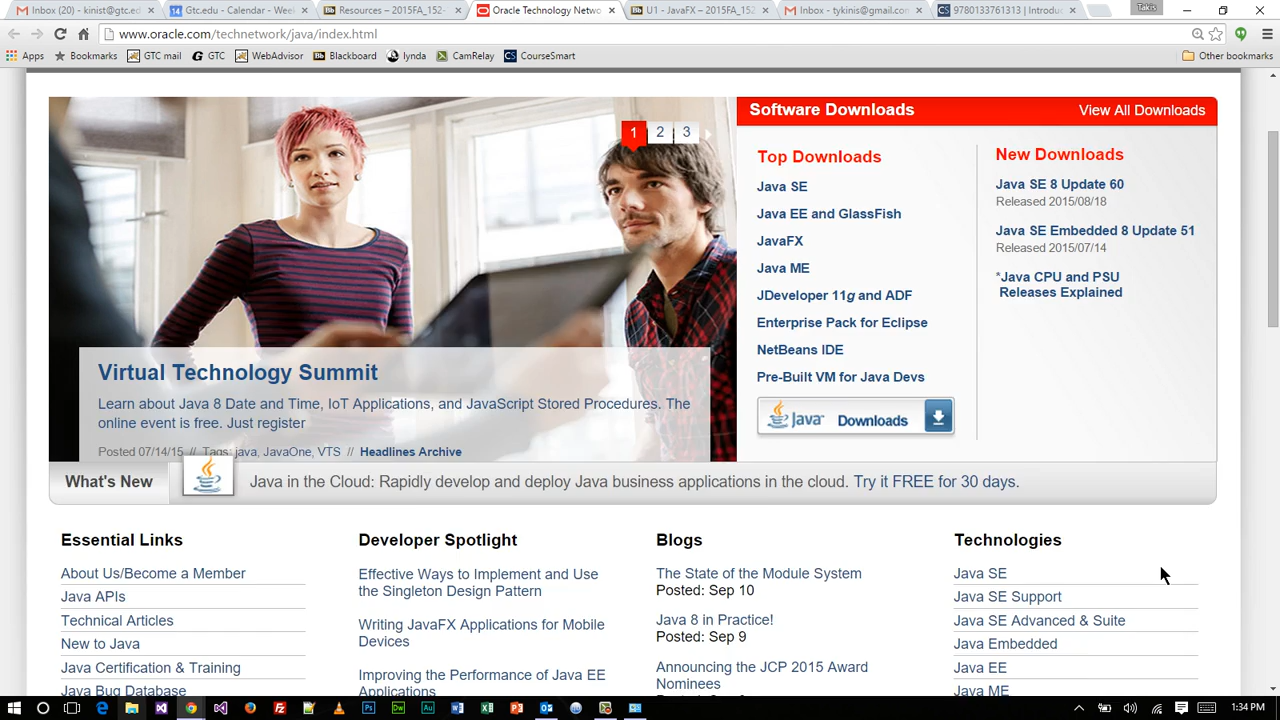 Inbox (20) - kinist@gtc.ed
Gtc.edu - Calendar - Week
Resources – 2015FA_152-
Oracle Technology Netwo
U1 - JavaFX – 2015FA_152
Inbox - tykinis@gmail.com
9780133761313 | Introduc
Takis
www.oracle.com/technetwork/java/index.html
Apps
Bookmarks
GTC mail
GTC
WebAdvisor
Blackboard
lynda
CamRelay
CourseSmart
Other bookmarks
1 2 3
Virtual Technology Summit
Learn about Java 8 Date and Time, IoT Applications, and JavaScript Stored Procedures. The
online event is free. Just register
Posted 07/14/15 // Tags: java, JavaOne, VTS // Headlines Archive
Software Downloads
View All Downloads
Top Downloads
Java SE
Java EE and GlassFish
JavaFX
Java ME
JDeveloper 11g and ADF
Enterprise Pack for Eclipse
NetBeans IDE
Pre-Built VM for Java Devs
Java Downloads
New Downloads
Java SE 8 Update 60
Released 2015/08/18
Java SE Embedded 8 Update 51
Released 2015/07/14
*Java CPU and PSU
Releases Explained
What's New
Java in the Cloud: Rapidly develop and deploy Java business applications in the cloud. Try it FREE for 30 days.
Essential Links
About Us/Become a Member
Java APIs
Technical Articles
New to Java
Java Certification & Training
Java Bug Database
Developer Spotlight
Effective Ways to Implement and Use
the Singleton Design Pattern
Writing JavaFX Applications for Mobile
Devices
Improving the Performance of Java EE
Applications
Blogs
The State of the Module System
Posted: Sep 10
Java 8 in Practice!
Posted: Sep 9
Announcing the JCP 2015 Award
Nominees
Technologies
Java SE
Java SE Support
Java SE Advanced & Suite
Java Embedded
Java EE
Java ME
1:34 PM